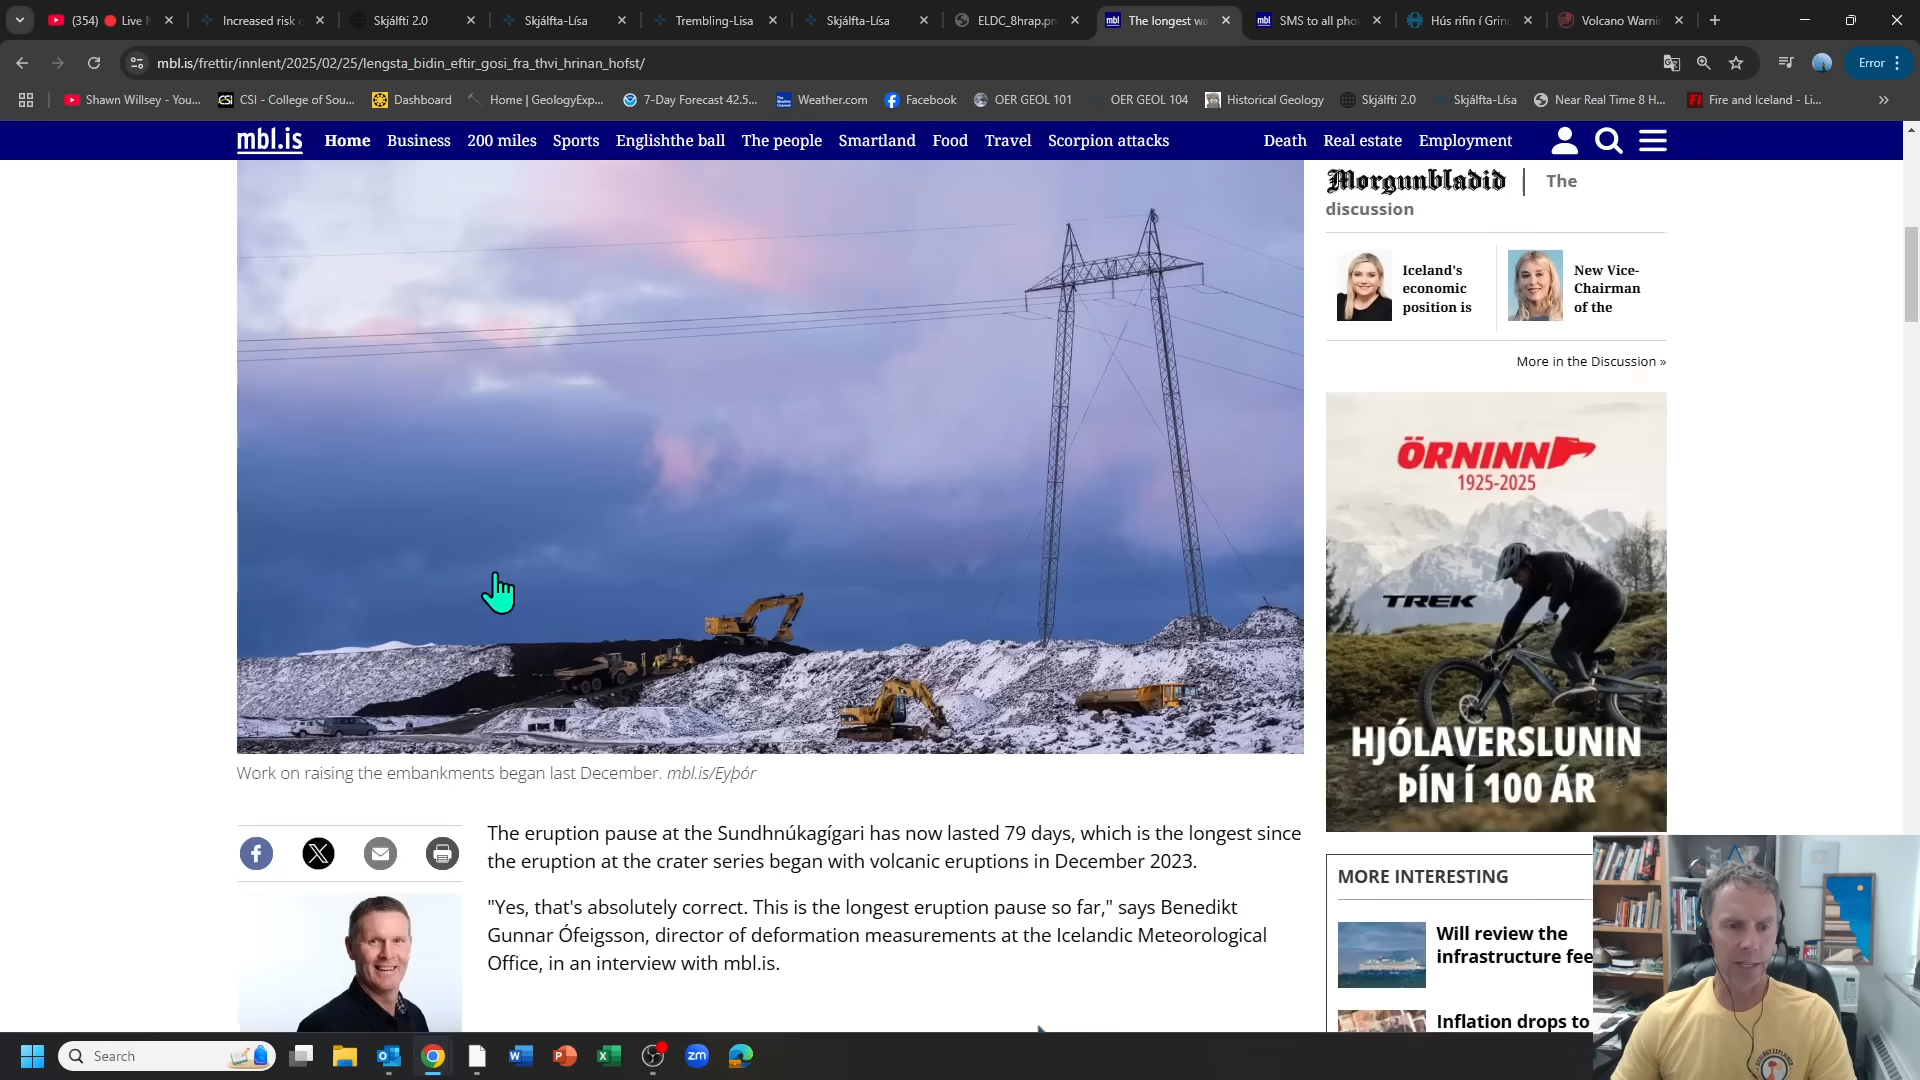 (354) Live
Increased risk
Skjálfti 2.0
Skjálfta-Lísa
Trembling-Lisa
Skjálfta-Lísa
ELDC_8hrap.pn
The longest wa
SMS to all pho
Hús rifin í Grin
Volcano Warni
mbl.is/frettir/innlent/2025/02/25/lengsta_bidin_eftir_gosi_fra_thvi_hrinan_hofst/
Error
Shawn Willsey - You...
CSI - College of Sou...
Dashboard
Home | GeologyExp...
7-Day Forecast 42.5...
Weather.com
Facebook
OER GEOL 101
OER GEOL 104
Historical Geology
Skjálfti 2.0
Skjálfta-Lísa
Near Real Time 8 H...
Fire and Iceland - Li...
mbl.is Home Business 200 miles Sports Englishthe ball The people Smartland Food Travel Scorpion attacks Death Real estate Employment
Morgunbladid | The
discussion
Iceland's
economic
position is
New Vice-
Chairman
of the
More in the Discussion »
ÖRNINN
1925-2025
TREK
HJÓLAVERSLUNIN
ÞÍN Í 100 ÁR
Work on raising the embankments began last December. mbl.is/Eyþór
The eruption pause at the Sundhnúkagígari has now lasted 79 days, which is the longest since
the eruption at the crater series began with volcanic eruptions in December 2023.
"Yes, that's absolutely correct. This is the longest eruption pause so far," says Benedikt
Gunnar Ófeigsson, director of deformation measurements at the Icelandic Meteorological
Office, in an interview with mbl.is.
MORE INTERESTING
Will review the
infrastructure fee
Inflation drops to
Search